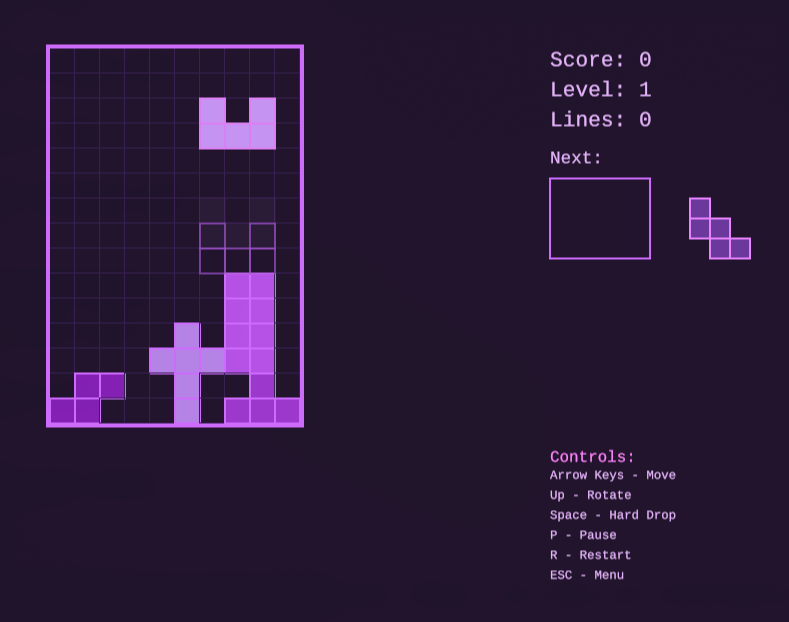 Score: 0
Level: 1
Lines: 0
Next:
Controls:
Arrow Keys - Move
Up - Rotate
Space - Hard Drop
P - Pause
R - Restart
ESC - Menu